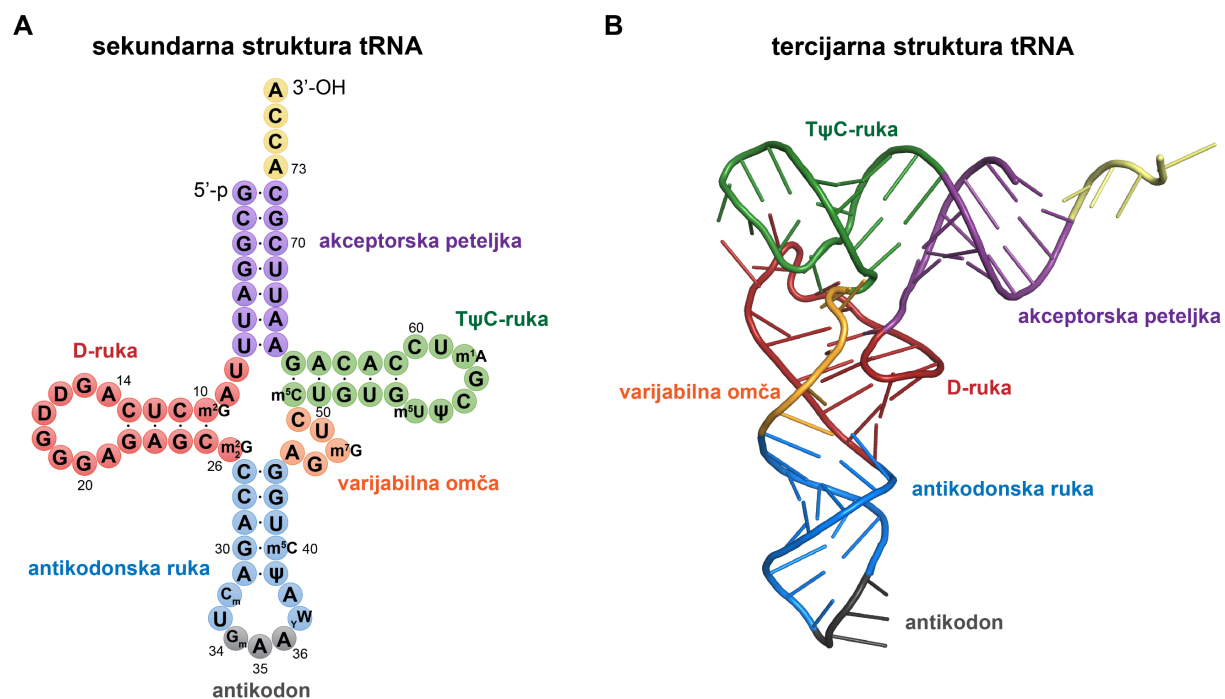 A
sekundarna struktura tRNA
A 3'-OH
C
C
A 73
5'-p G C
C G
G C 70
G U
A U
U A
U A
akceptorska peteljka
TψC-ruka
60
G A C A C C U m¹A
G
C
m⁵C U G U G m⁵U ψ
50
D-ruka
14
10
U
A
D D G A C U C m²G
G G G A G A G C m²₂G
20
26
C U m⁷G G A
varijabilna omča
C G
C G
A U
30 G m⁵C 40
A ψ
Cm A
U YW
Gm A A
34 35 36
antikodonska ruka
antikodon
B
tercijarna struktura tRNA
TψC-ruka
akceptorska peteljka
D-ruka
varijabilna omča
antikodonska ruka
antikodon